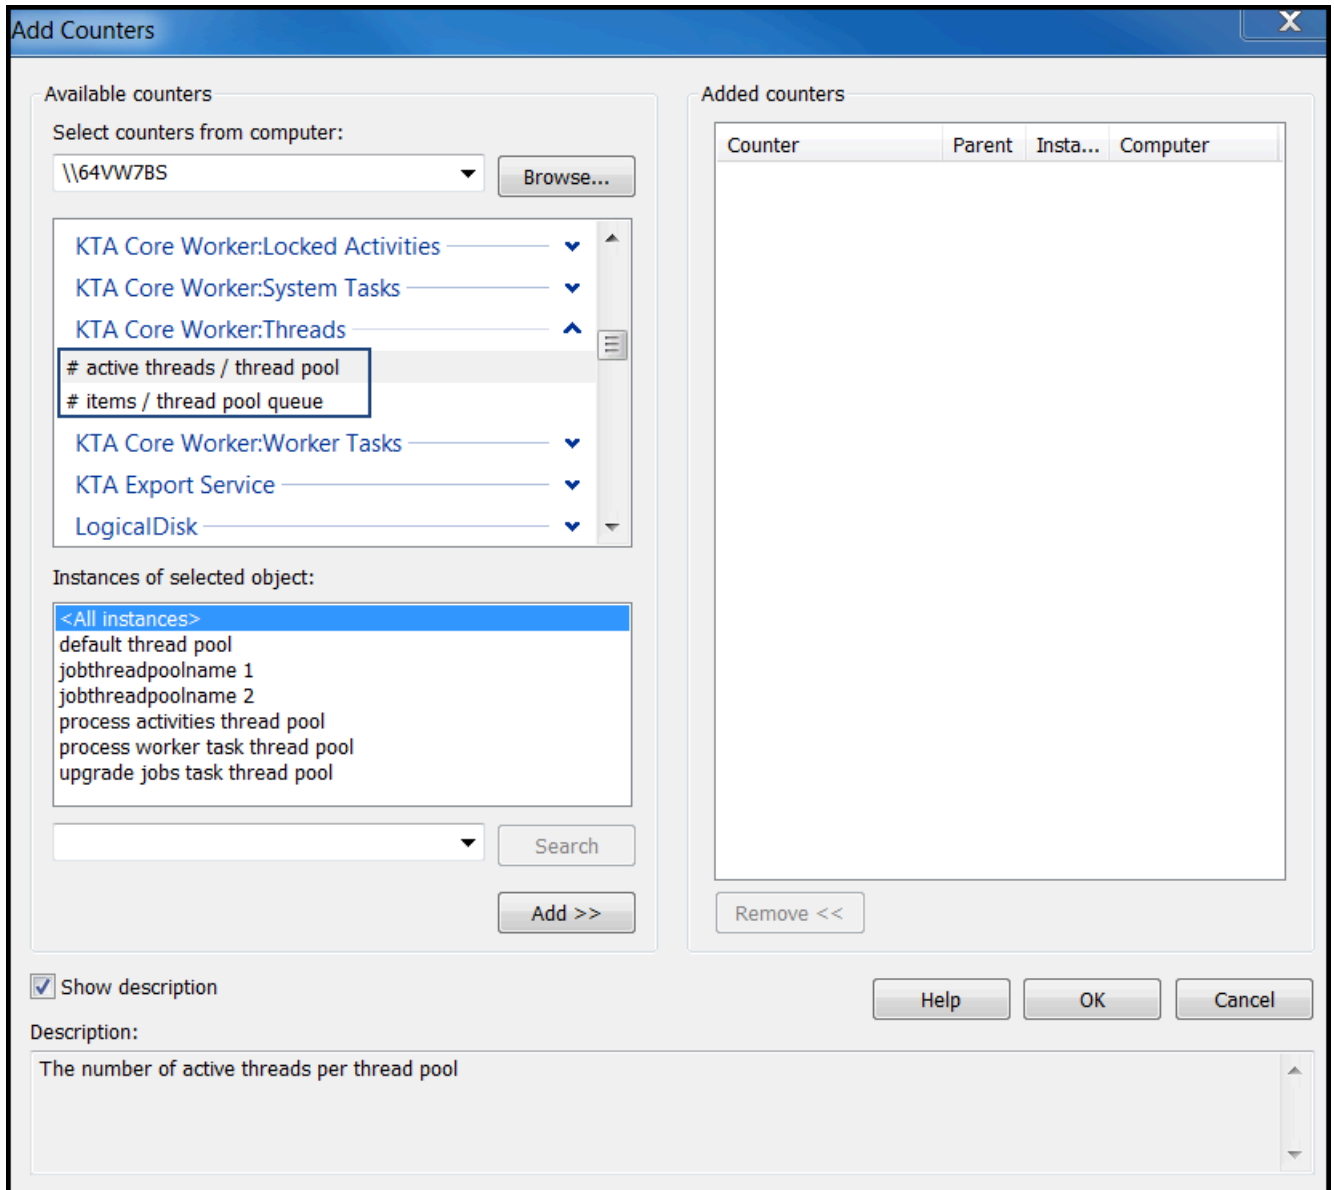 Add Counters
X
Available counters
Select counters from computer:
\\64VW7BS
Browse...
KTA Core Worker:Locked Activities
KTA Core Worker:System Tasks
KTA Core Worker:Threads
# active threads / thread pool
# items / thread pool queue
KTA Core Worker:Worker Tasks
KTA Export Service
LogicalDisk
Instances of selected object:
<All instances>
default thread pool
jobthreadpoolname 1
jobthreadpoolname 2
process activities thread pool
process worker task thread pool
upgrade jobs task thread pool
Search
Add >>
Added counters
Counter Parent Insta... Computer
Remove <<
Show description
Help OK Cancel
Description:
The number of active threads per thread pool